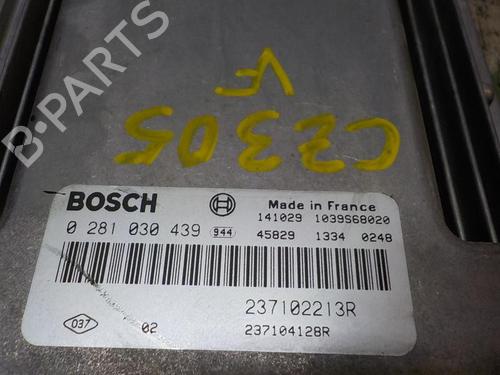 VF
CZ305
B-PARTS
BOSCH
Made in France
141029 1039S68020
0 281 030 439 944 45829 1334 0248
237102213R
037 02 237104128R